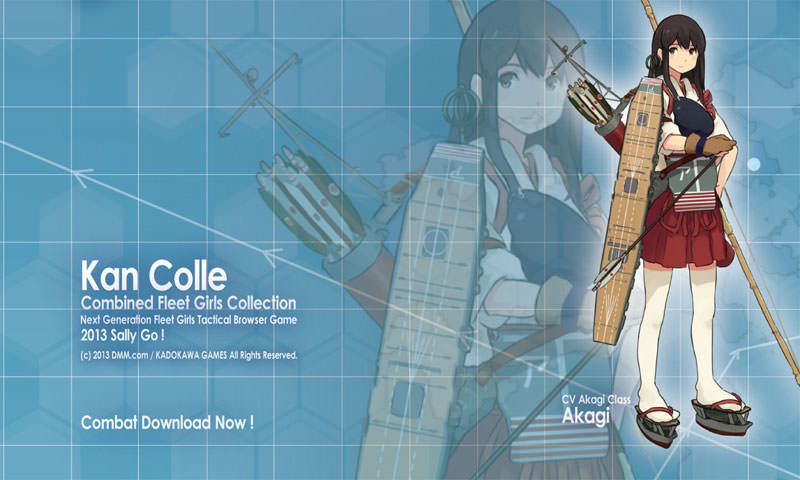 Kan Colle
Combined Fleet Girls Collection
Next Generation Fleet Girls Tactical Browser Game
2013 Sally Go !
(c) 2013 DMM.com / KADOKAWA GAMES All Rights Reserved.
Combat Download Now !
CV Akagi Class
Akagi
ア